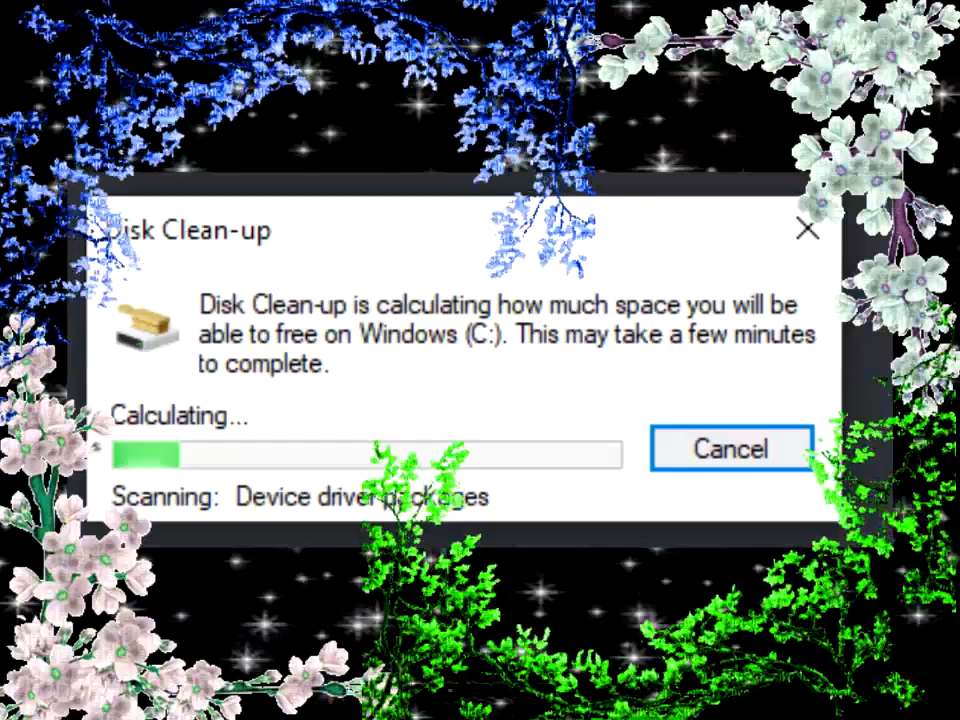 Disk Clean-up
Disk Clean-up is calculating how much space you will be
able to free on Windows (C:). This may take a few minutes
to complete.
Calculating...
Cancel
Scanning: Device driver packages